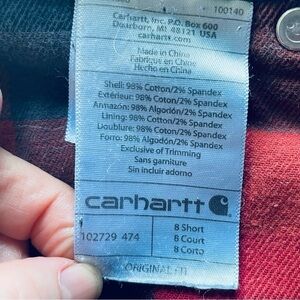 100140
Carhartt, Inc. P.O. Box 600
Dearborn, MI 48121 USA
carhartt.com
Made in China
Fabriqué en Chine
Hecho en China
Shell: 98% Cotton/2% Spandex
Extérieure: 98% Coton/2% Spandex
Armazón: 98% Algodón/2% Spandex
Lining: 98% Cotton/2% Spandex
Doublure: 98% Coton/2% Spandex
Forro: 98% Algodón/2% Spandex
Exclusive of Trimming
Sans garniture
Sin incluir adornado
carhartt
102729 474
8 Short
8 Court
8 Corto
ORIGINAL FIT